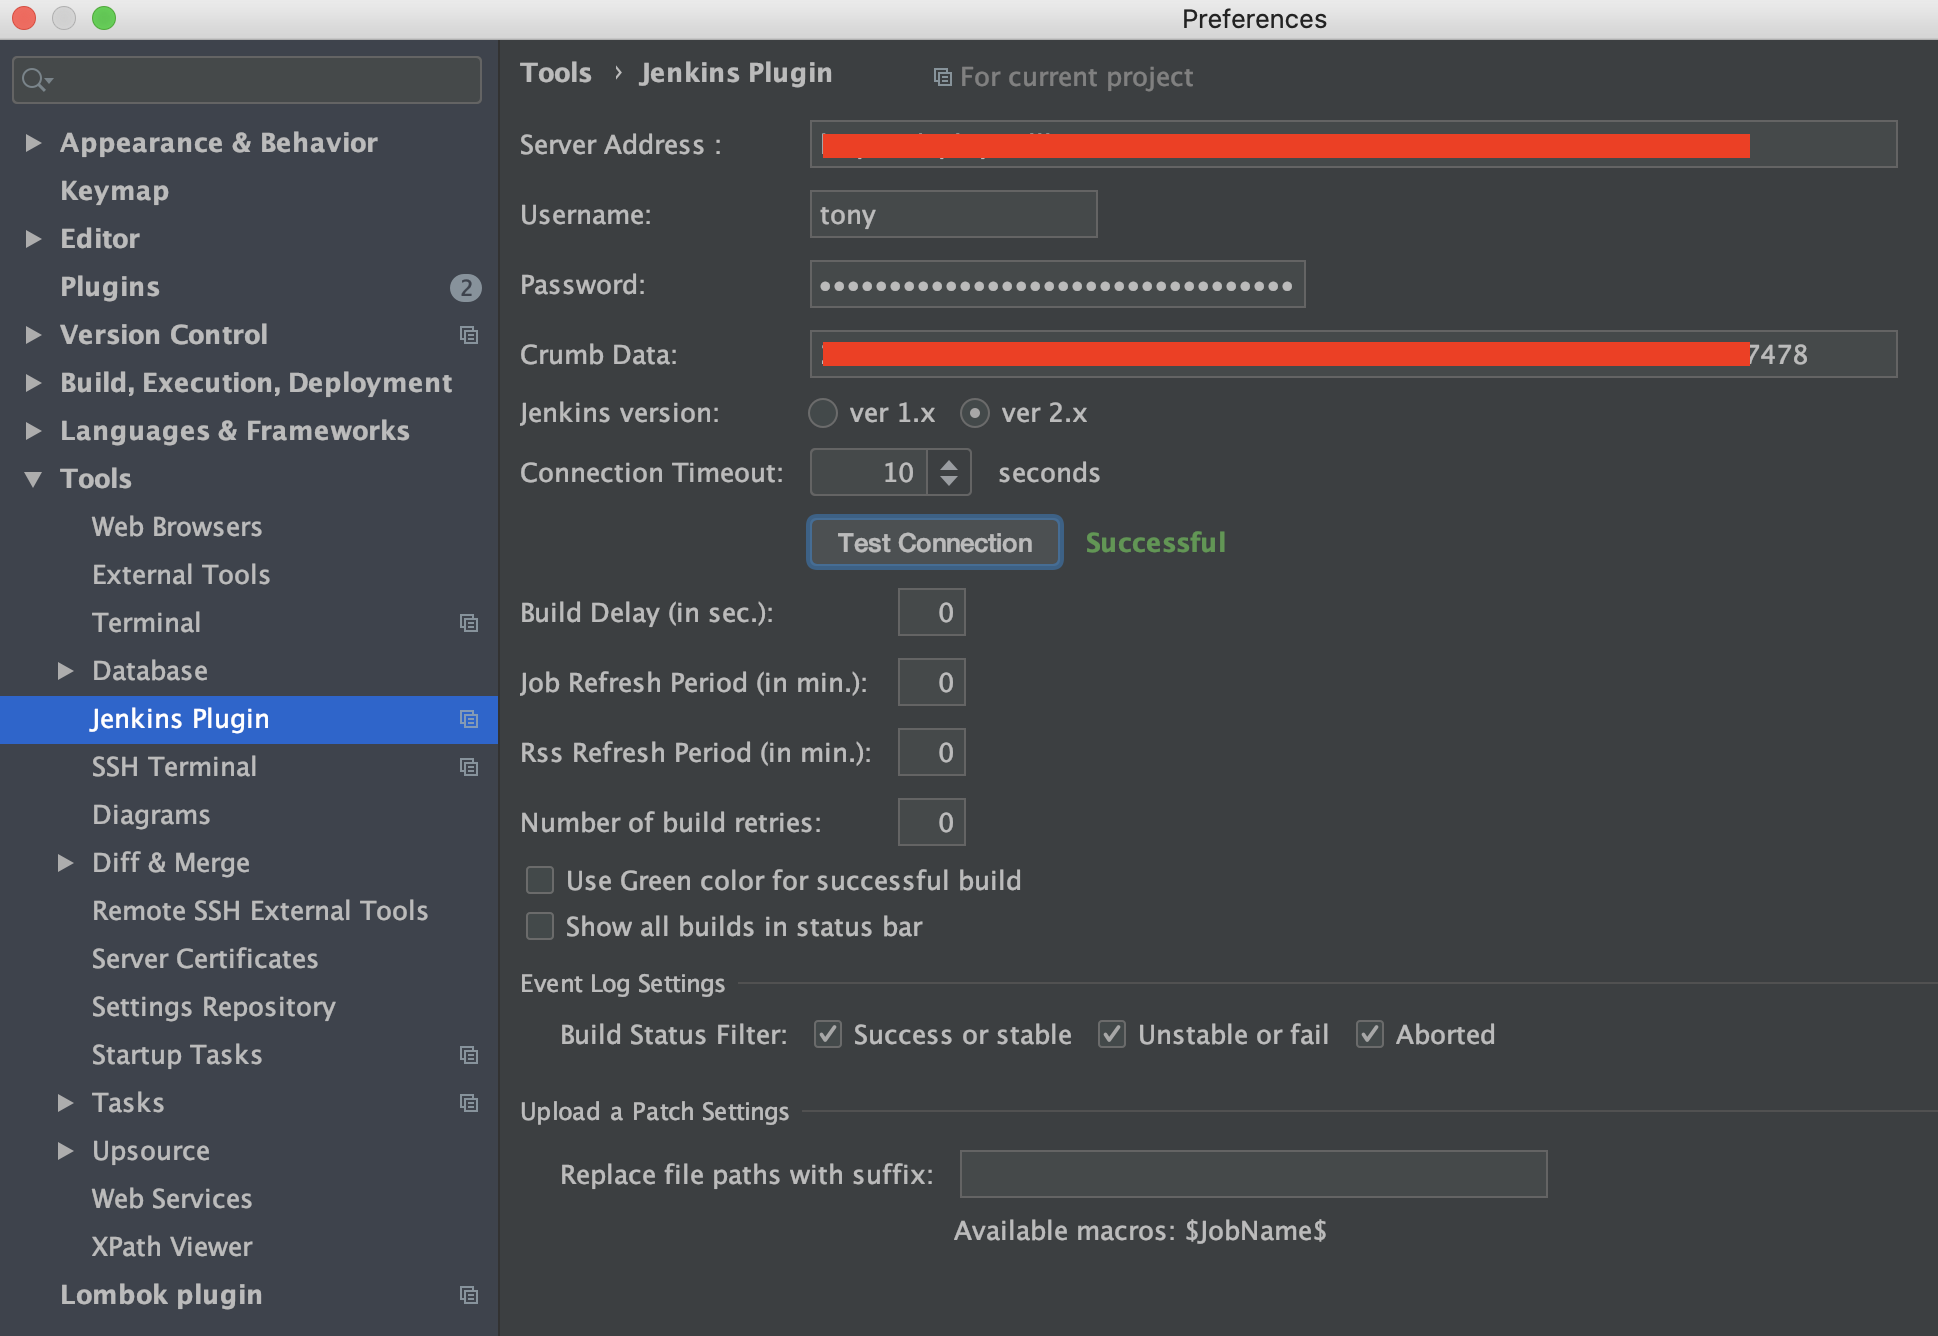 Preferences
Appearance & Behavior
Keymap
Editor
Plugins 2
Version Control
Build, Execution, Deployment
Languages & Frameworks
Tools
Web Browsers
External Tools
Terminal
Database
Jenkins Plugin
SSH Terminal
Diagrams
Diff & Merge
Remote SSH External Tools
Server Certificates
Settings Repository
Startup Tasks
Tasks
Upsource
Web Services
XPath Viewer
Lombok plugin
Tools › Jenkins Plugin For current project
Server Address :
Username: tony
Password: ••••••••••••••••••••••••••••••••••
Crumb Data: 7478
Jenkins version: ver 1.x ver 2.x
Connection Timeout: 10 seconds
Test Connection Successful
Build Delay (in sec.): 0
Job Refresh Period (in min.): 0
Rss Refresh Period (in min.): 0
Number of build retries: 0
Use Green color for successful build
Show all builds in status bar
Event Log Settings
Build Status Filter: Success or stable Unstable or fail Aborted
Upload a Patch Settings
Replace file paths with suffix:
Available macros: $JobName$